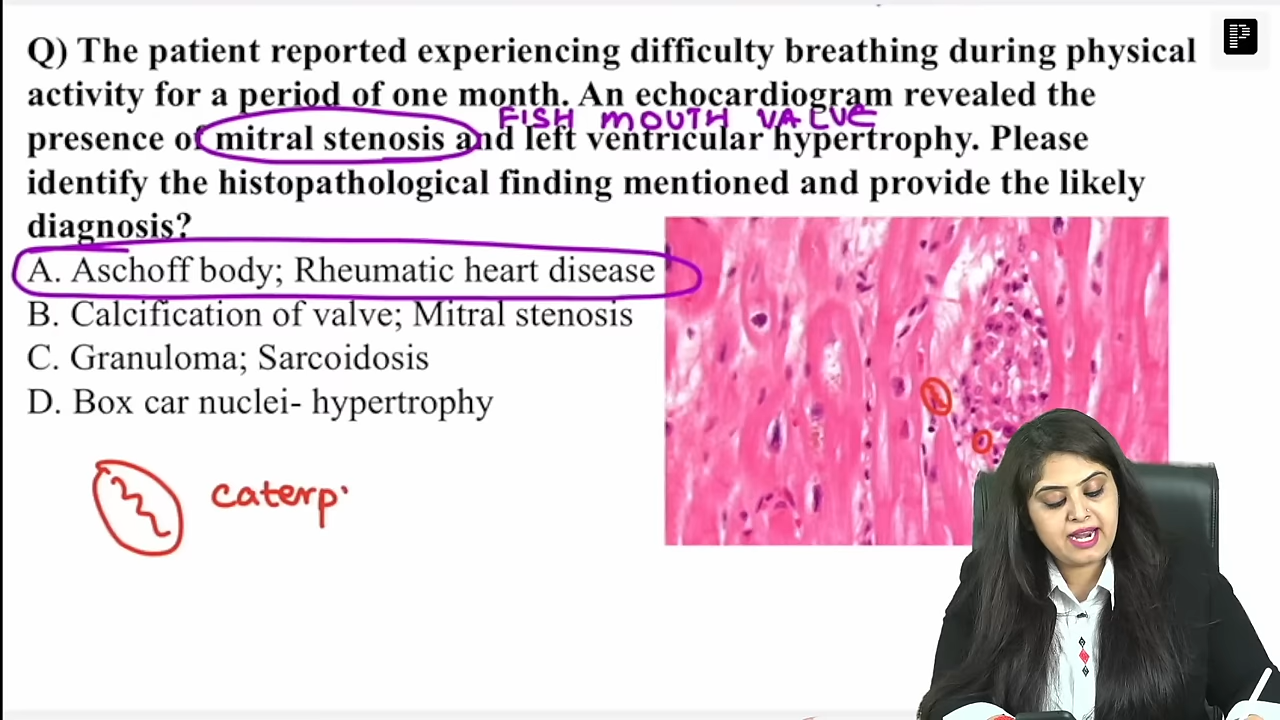 Q) The patient reported experiencing difficulty breathing during physical
activity for a period of one month. An echocardiogram revealed the
FISH MOUTH VALVE
presence of mitral stenosis and left ventricular hypertrophy. Please
identify the histopathological finding mentioned and provide the likely
diagnosis?
A. Aschoff body; Rheumatic heart disease
B. Calcification of valve; Mitral stenosis
C. Granuloma; Sarcoidosis
D. Box car nuclei- hypertrophy
caterp